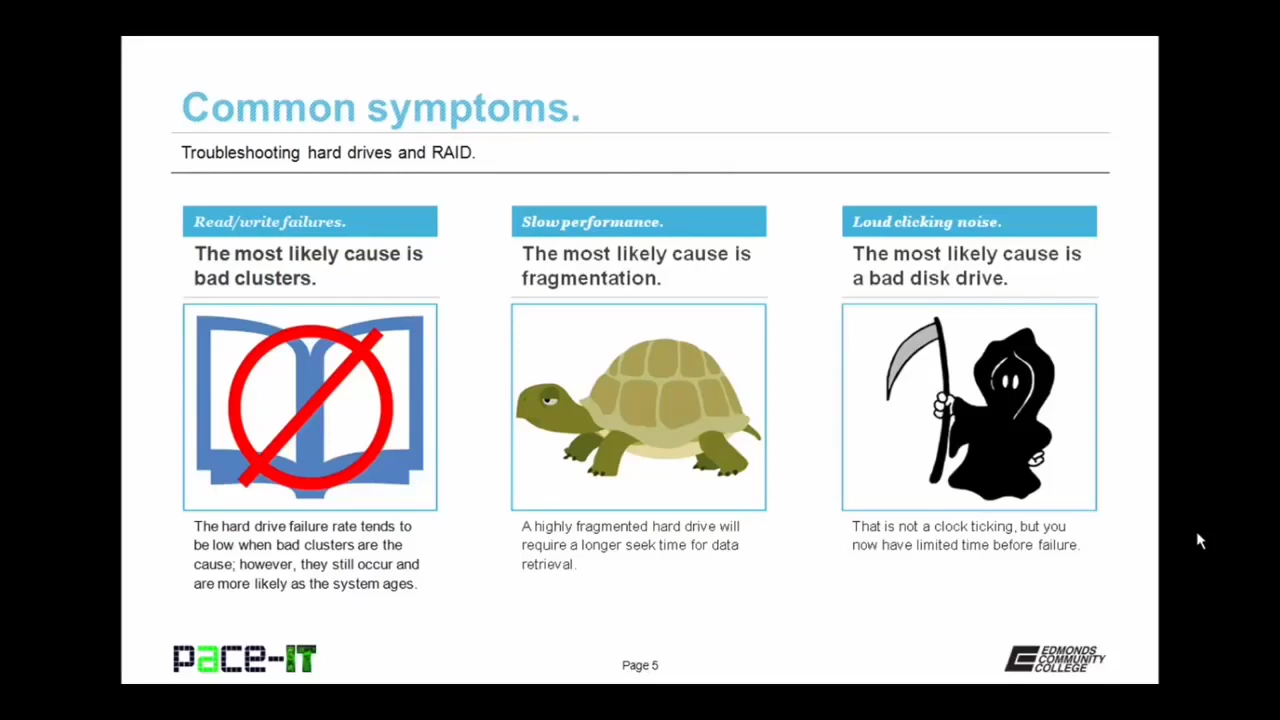 Common symptoms.
Troubleshooting hard drives and RAID.
Read/write failures.
The most likely cause is
bad clusters.
The hard drive failure rate tends to
be low when bad clusters are the
cause; however, they still occur and
are more likely as the system ages.
Slow performance.
The most likely cause is
fragmentation.
A highly fragmented hard drive will
require a longer seek time for data
retrieval.
Loud clicking noise.
The most likely cause is
a bad disk drive.
That is not a clock ticking, but you
now have limited time before failure.
pace-IT
Page 5
EDMONDS
COMMUNITY
COLLEGE